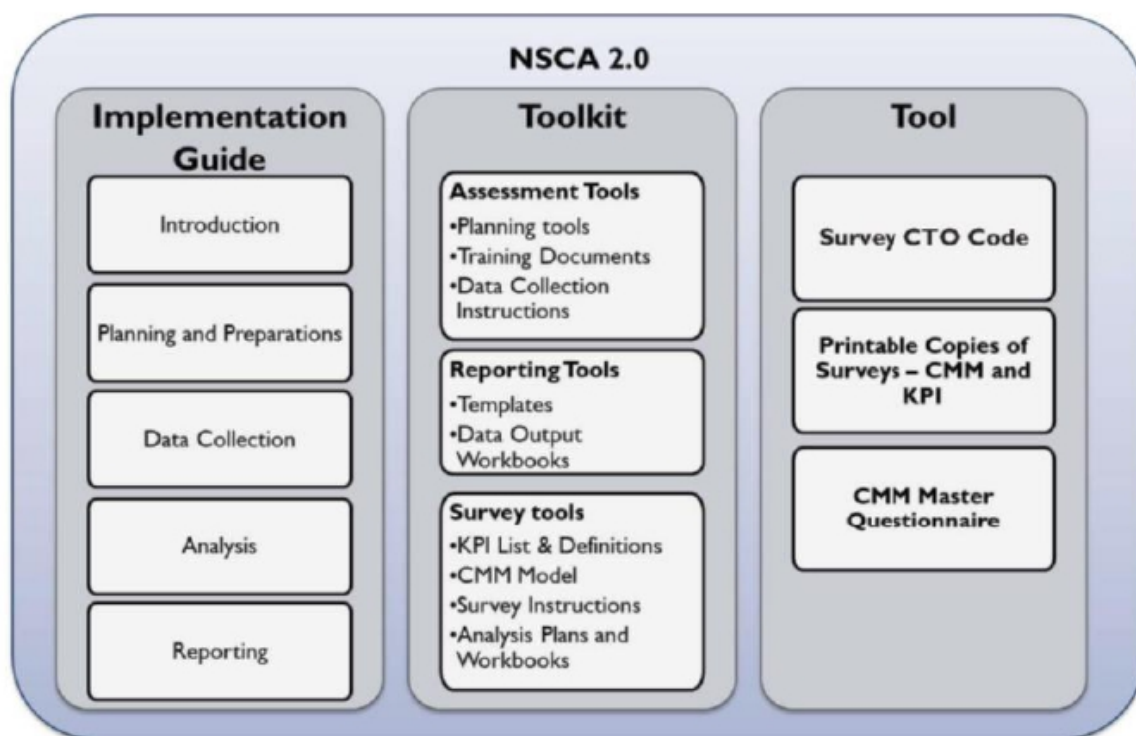 NSCA 2.0
Implementation
Guide
Introduction
Planning and Preparations
Data Collection
Analysis
Reporting
Toolkit
Assessment Tools
•Planning tools
•Training Documents
•Data Collection
Instructions
Reporting Tools
•Templates
•Data Output
Workbooks
Survey tools
•KPI List & Definitions
•CMM Model
•Survey Instructions
•Analysis Plans and
Workbooks
Tool
Survey CTO Code
Printable Copies of
Surveys – CMM and
KPI
CMM Master
Questionnaire